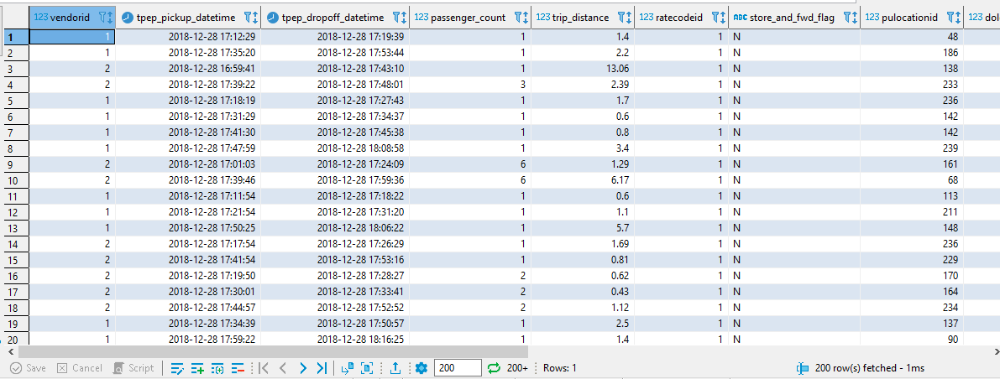 123 vendorid tpep_pickup_datetime tpep_dropoff_datetime 123 passenger_count 123 trip_distance 123 ratecodeid ABC store_and_fwd_flag 123 pulocationid 123 dol
1 1 2018-12-28 17:12:29 2018-12-28 17:19:39 1 1.4 1 N 48
2 1 2018-12-28 17:35:20 2018-12-28 17:53:44 1 2.2 1 N 186
3 2 2018-12-28 16:59:41 2018-12-28 17:43:10 1 13.06 1 N 138
4 2 2018-12-28 17:39:22 2018-12-28 17:48:01 3 2.39 1 N 233
5 1 2018-12-28 17:18:19 2018-12-28 17:27:43 1 1.7 1 N 236
6 1 2018-12-28 17:31:29 2018-12-28 17:34:37 1 0.6 1 N 142
7 1 2018-12-28 17:41:30 2018-12-28 17:45:38 1 0.8 1 N 142
8 1 2018-12-28 17:47:59 2018-12-28 18:08:58 1 3.4 1 N 239
9 2 2018-12-28 17:01:03 2018-12-28 17:24:09 6 1.29 1 N 161
10 2 2018-12-28 17:39:46 2018-12-28 17:59:36 6 6.17 1 N 68
11 1 2018-12-28 17:11:54 2018-12-28 17:18:22 1 0.6 1 N 113
12 1 2018-12-28 17:21:54 2018-12-28 17:31:20 1 1.1 1 N 211
13 1 2018-12-28 17:50:25 2018-12-28 18:06:22 1 5.7 1 N 148
14 2 2018-12-28 17:17:54 2018-12-28 17:26:29 1 1.69 1 N 236
15 2 2018-12-28 17:41:54 2018-12-28 17:53:16 1 0.81 1 N 229
16 2 2018-12-28 17:19:50 2018-12-28 17:28:27 2 0.62 1 N 170
17 2 2018-12-28 17:30:01 2018-12-28 17:33:41 2 0.43 1 N 164
18 2 2018-12-28 17:44:57 2018-12-28 17:52:52 2 1.12 1 N 234
19 1 2018-12-28 17:34:39 2018-12-28 17:50:57 1 2.5 1 N 137
20 1 2018-12-28 17:59:22 2018-12-28 18:16:25 1 1.4 1 N 90
Save Cancel Script 200 200+ Rows: 1 200 row(s) fetched - 1ms